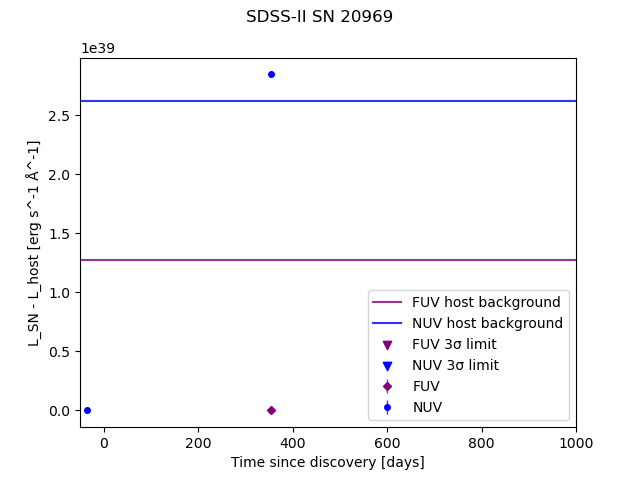 SDSS-II SN 20969
1e39
L_SN - L_host [erg s^-1 Å^-1]
2.5
2.0
1.5
1.0
0.5
0.0
FUV host background
NUV host background
FUV 3σ limit
NUV 3σ limit
FUV
NUV
0 200 400 600 800 1000
Time since discovery [days]